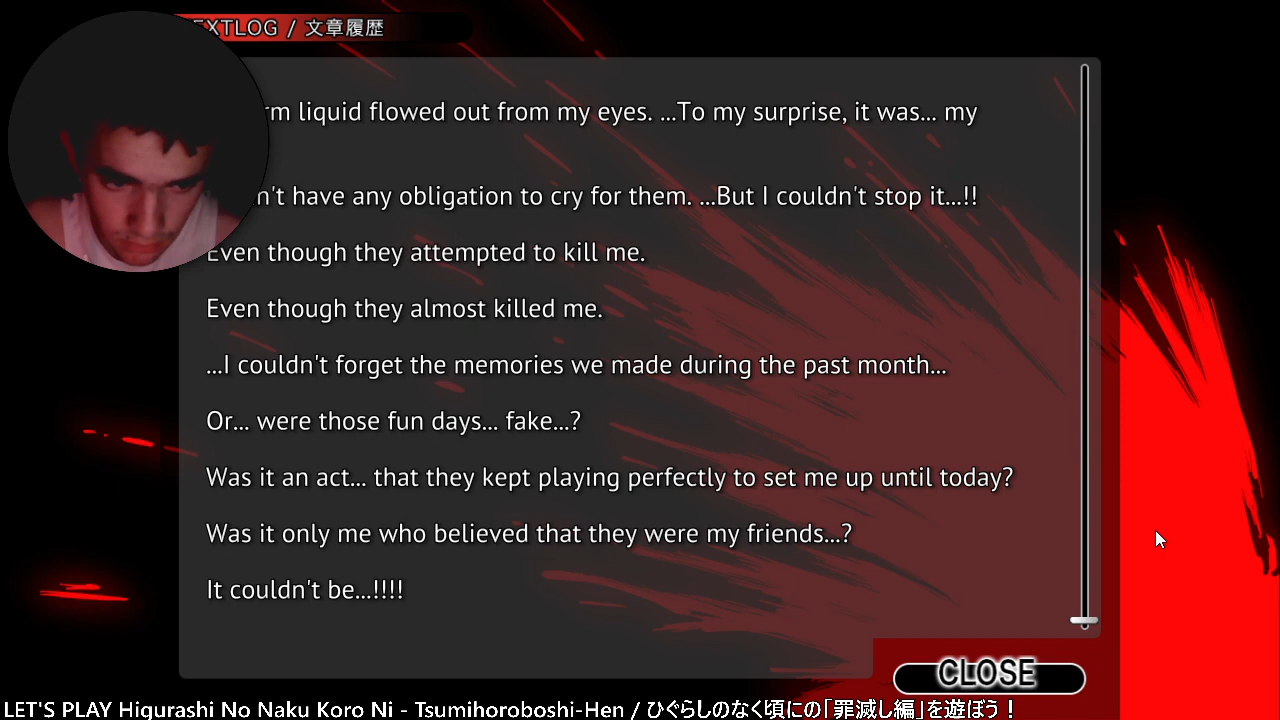 EXTLOG / 文章履歴
rm liquid flowed out from my eyes. ...To my surprise, it was... my
n't have any obligation to cry for them. ...But I couldn't stop it...!!
Even though they attempted to kill me.
Even though they almost killed me.
...I couldn't forget the memories we made during the past month...
Or... were those fun days... fake...?
Was it an act... that they kept playing perfectly to set me up until today?
Was it only me who believed that they were my friends...?
It couldn't be...!!!!
CLOSE
LET'S PLAY Higurashi No Naku Koro Ni - Tsumihoroboshi-Hen / ひぐらしのなく頃にの「罪滅し編」を遊ぼう！